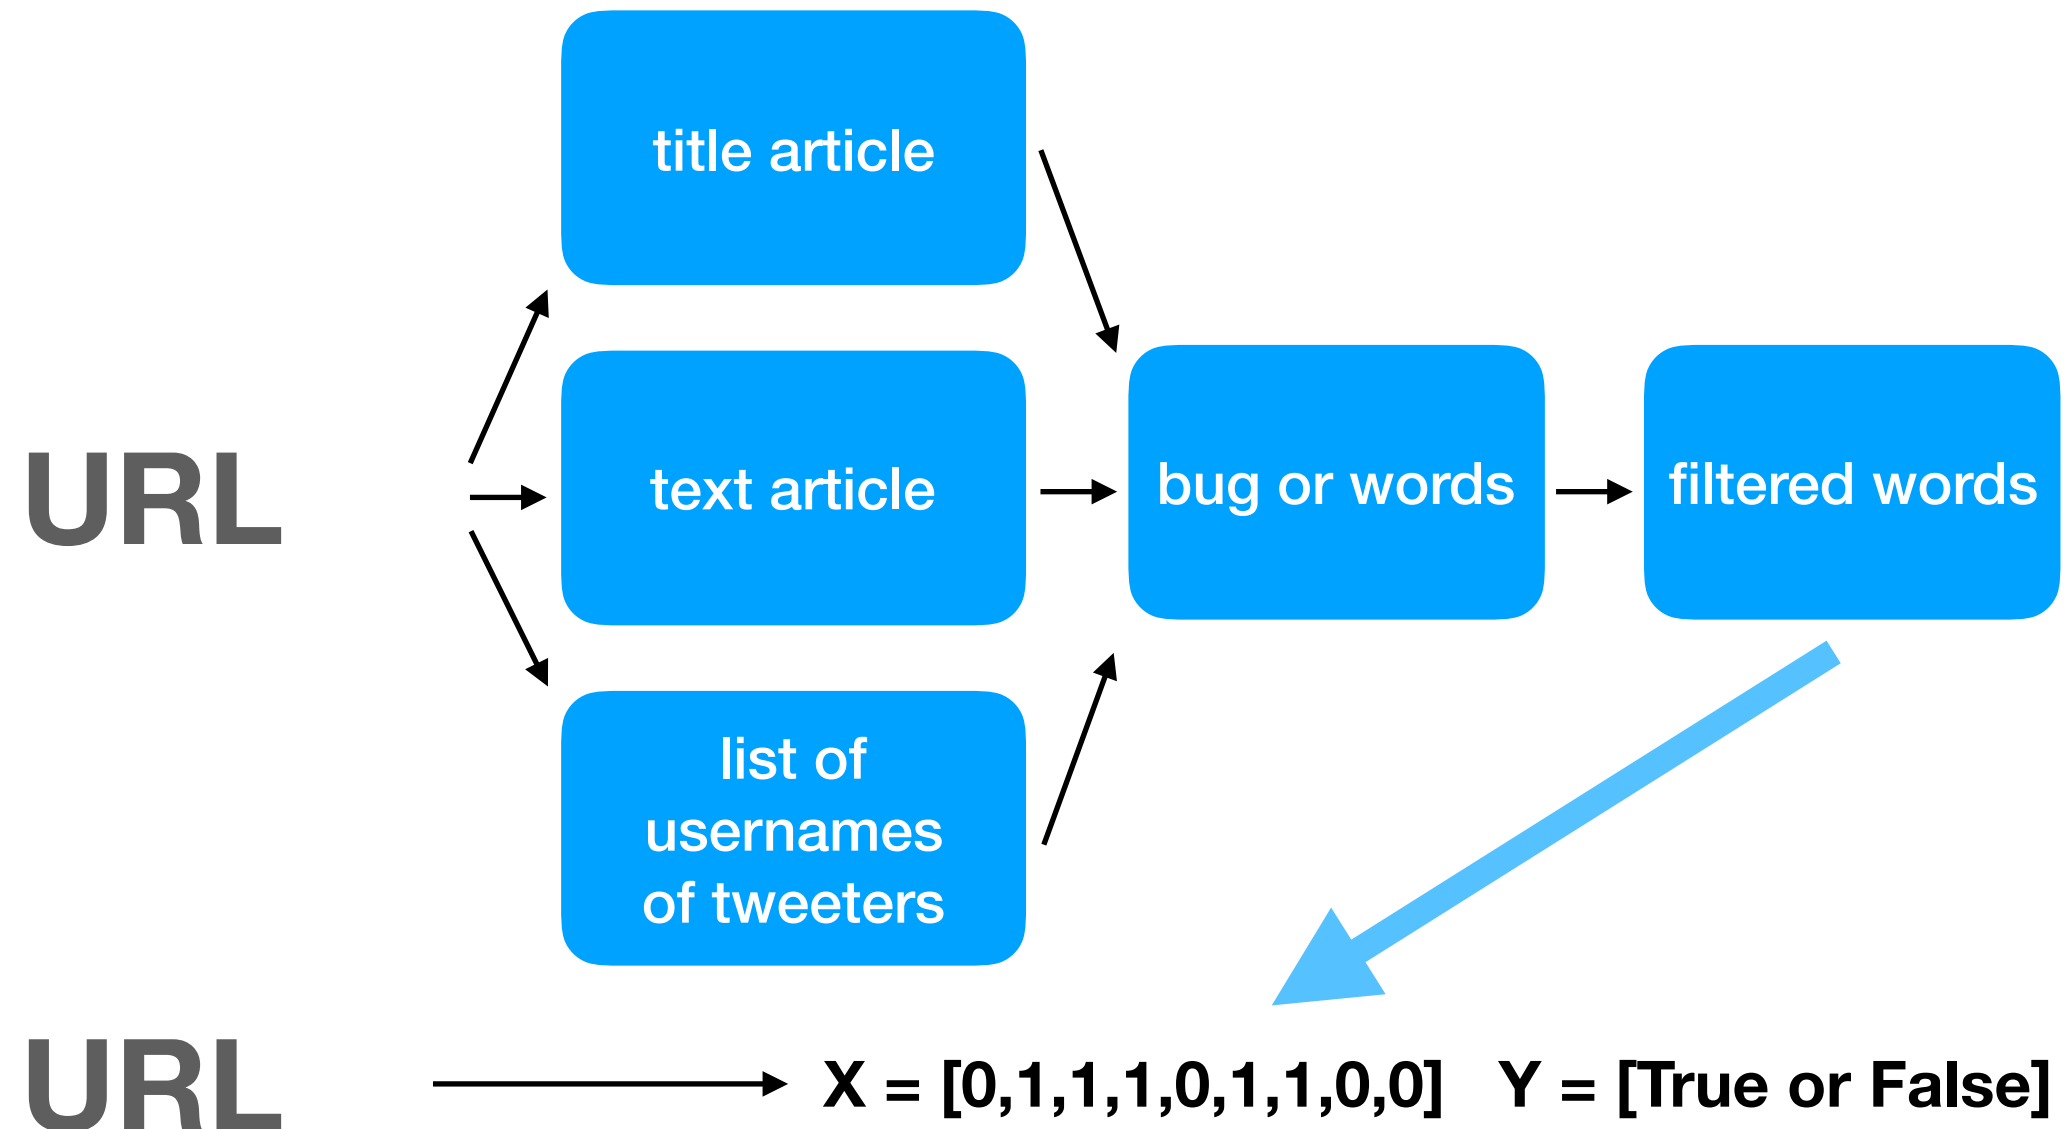 title article
URL
text article
bug or words
filtered words
list of
usernames
of tweeters
URL
X = [0,1,1,1,0,1,1,0,0] Y = [True or False]